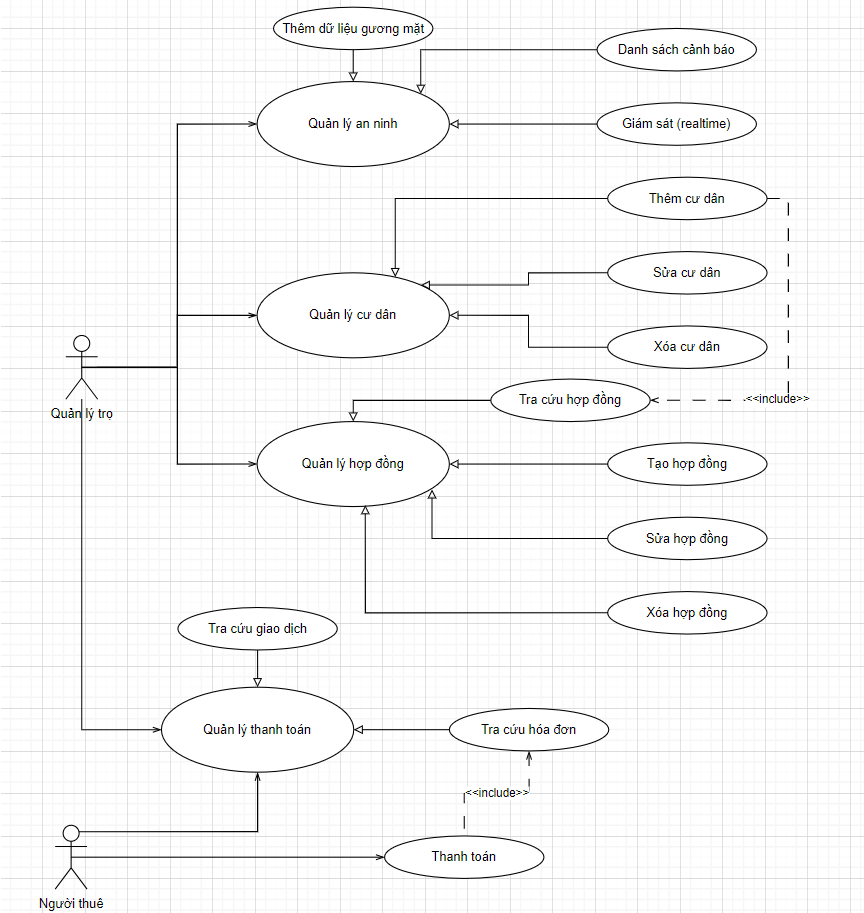 Thêm dữ liệu gương mặt
Danh sách cảnh báo
Quản lý an ninh
Giám sát (realtime)
Thêm cư dân
Sửa cư dân
Quản lý cư dân
Xóa cư dân
Quản lý trọ
Tra cứu hợp đồng
<<include>>
Quản lý hợp đồng
Tạo hợp đồng
Sửa hợp đồng
Xóa hợp đồng
Tra cứu giao dịch
Quản lý thanh toán
Tra cứu hóa đơn
<<include>>
Thanh toán
Người thuê